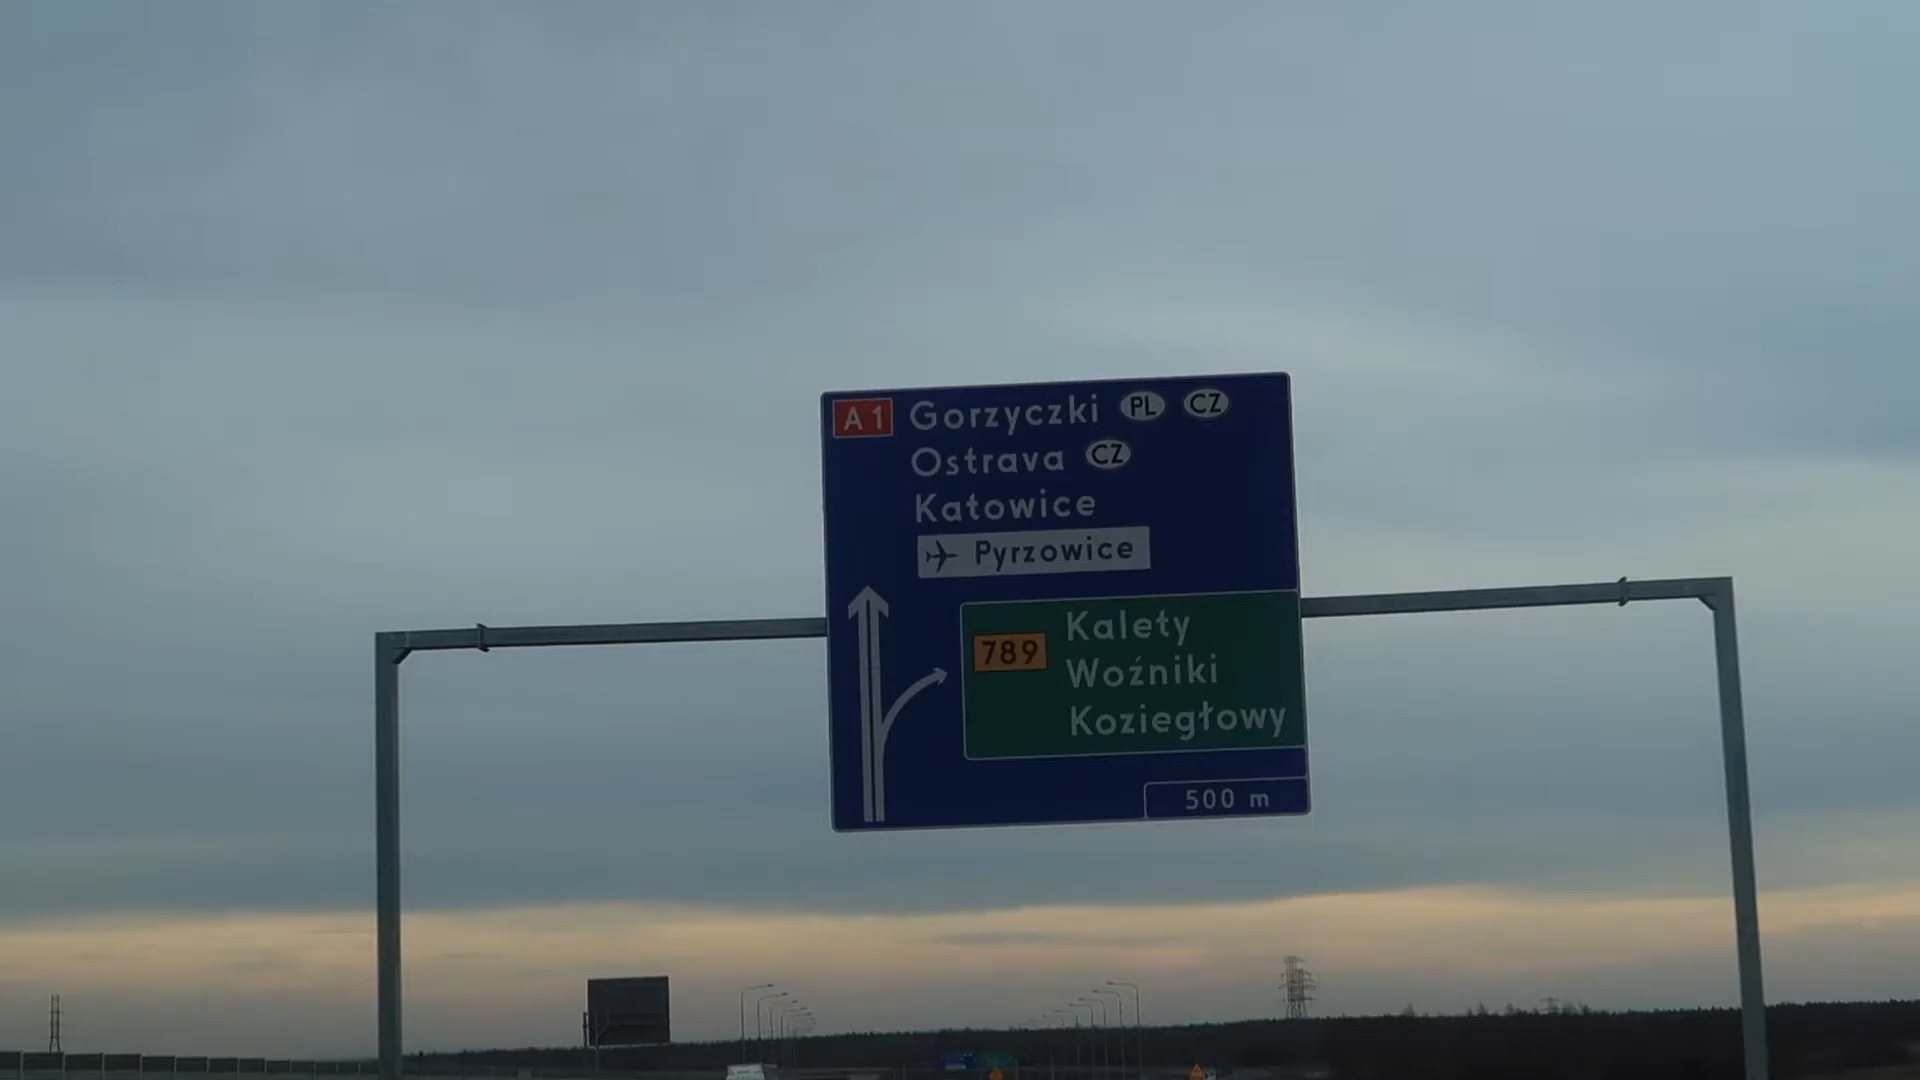 A1 Gorzyczki PL CZ
Ostrava CZ
Katowice
Pyrzowice
789 Kalety
Woźniki
Koziegłowy
500 m